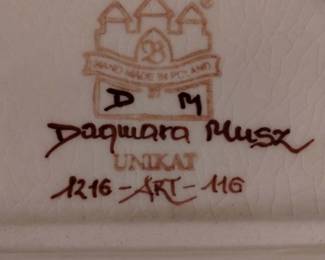 B
HAND MADE IN POLAND
D M
Dagmara Musz
UNIKAT
1216-ART-116